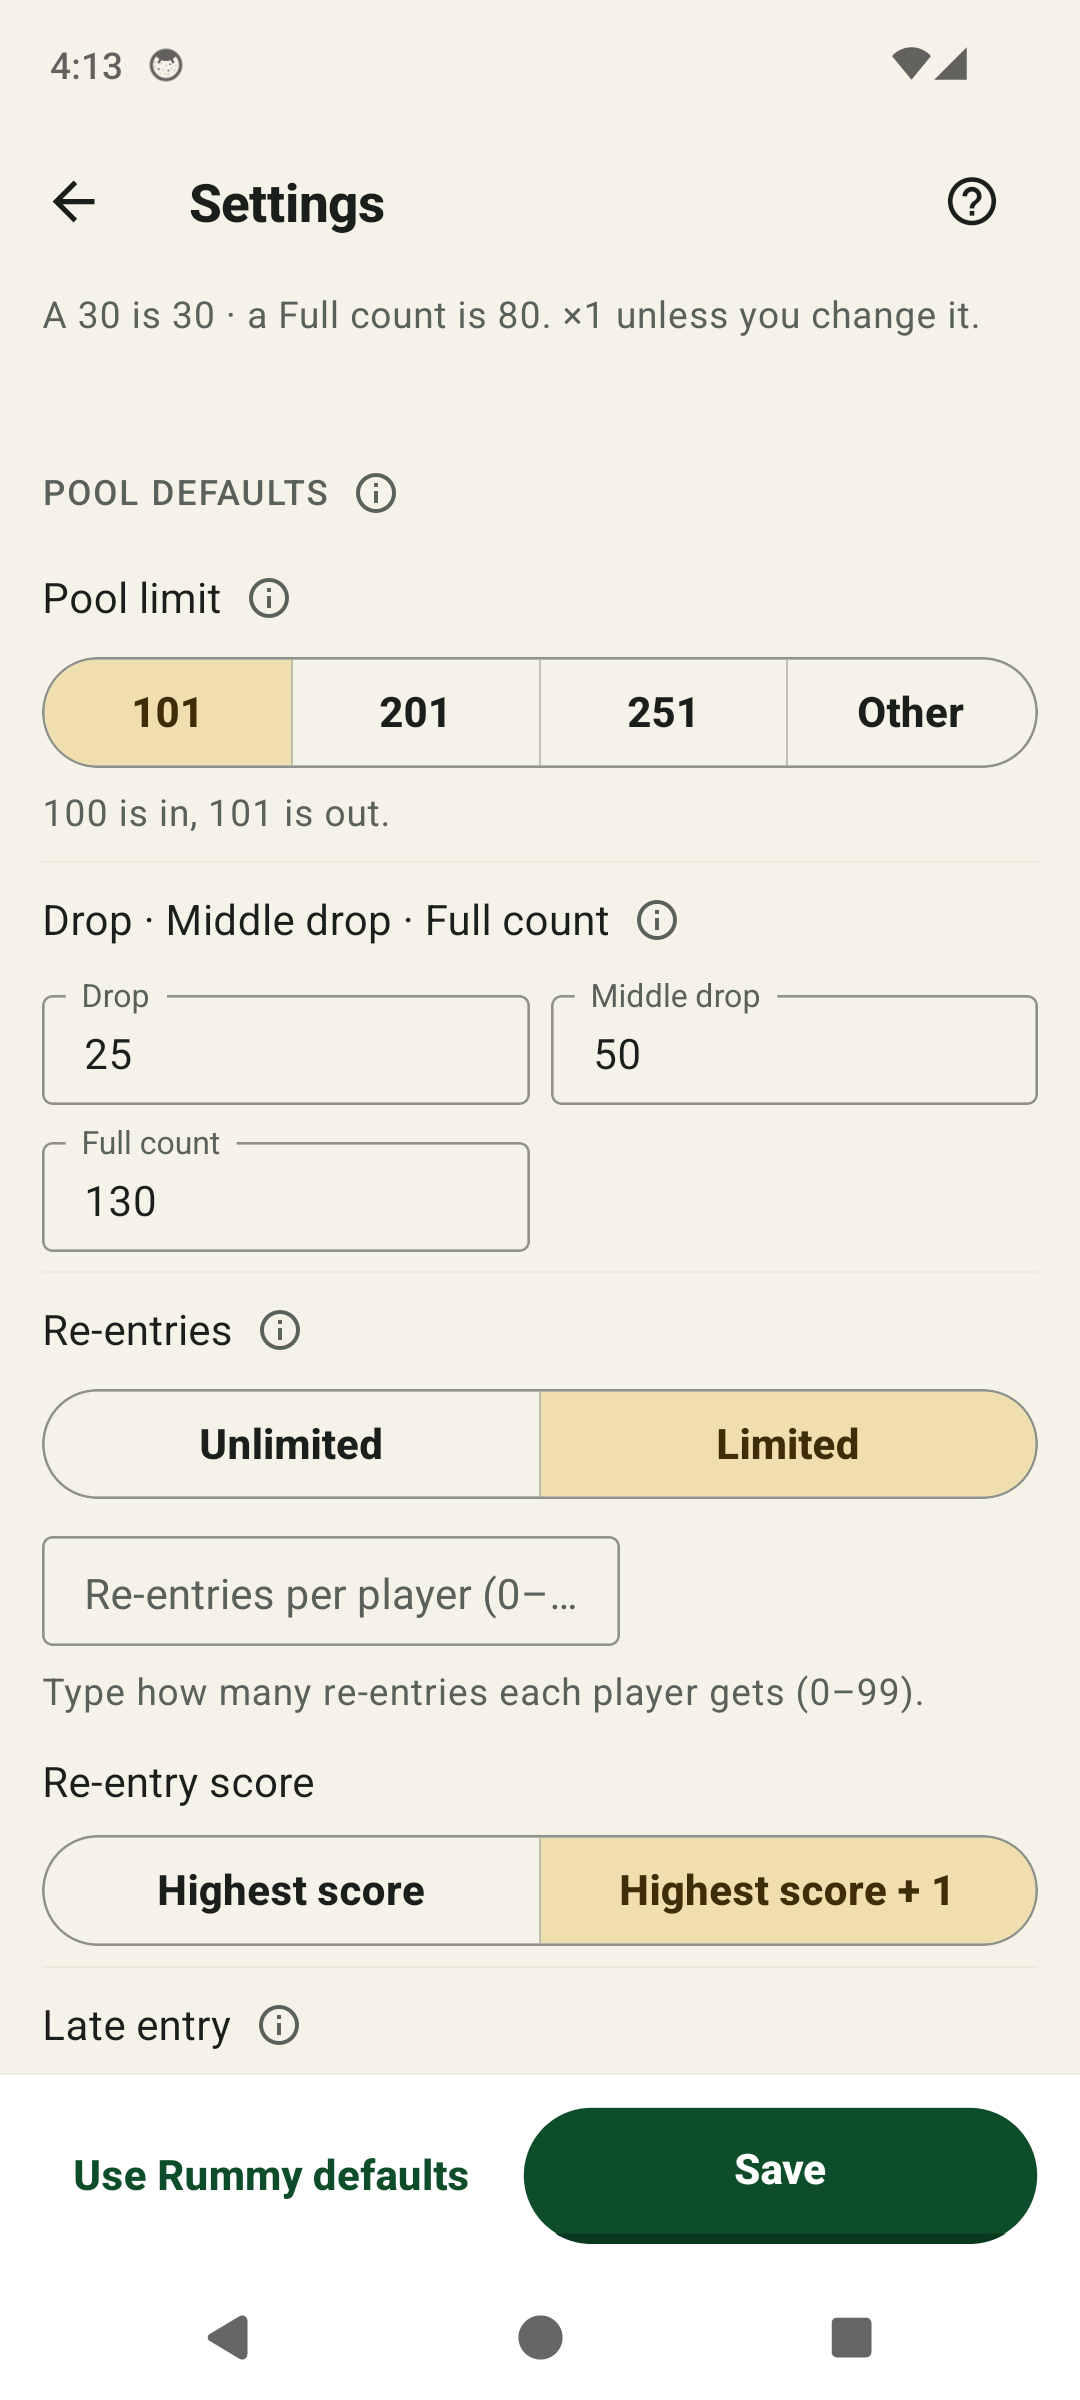 4:13
Settings
A 30 is 30 · a Full count is 80. ×1 unless you change it.
POOL DEFAULTS
Pool limit
101
201
251
Other
100 is in, 101 is out.
Drop · Middle drop · Full count
Drop
Middle drop
25
50
Full count
130
Re-entries
Unlimited
Limited
Re-entries per player (0–…
Type how many re-entries each player gets (0–99).
Re-entry score
Highest score
Highest score + 1
Late entry
Use Rummy defaults
Save